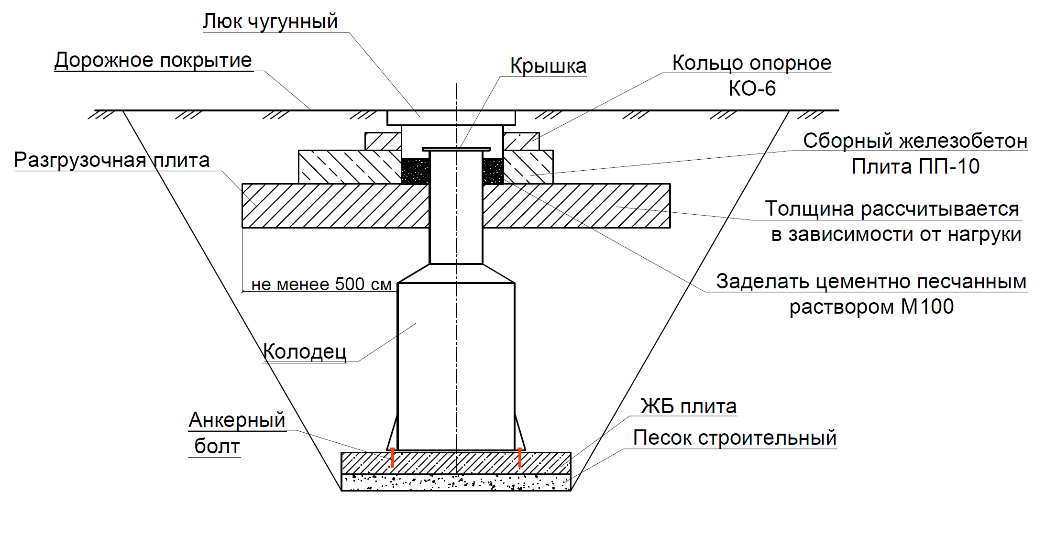 Люк чугунный
Дорожное покрытие
Крышка
Кольцо опорное
КО-6
Разгрузочная плита
Сборный железобетон
Плита ПП-10
Толщина рассчитывается
в зависимости от нагруки
не менее 500 см
Заделать цементно песчанным
раствором М100
Колодец
Анкерный
болт
ЖБ плита
Песок строительный